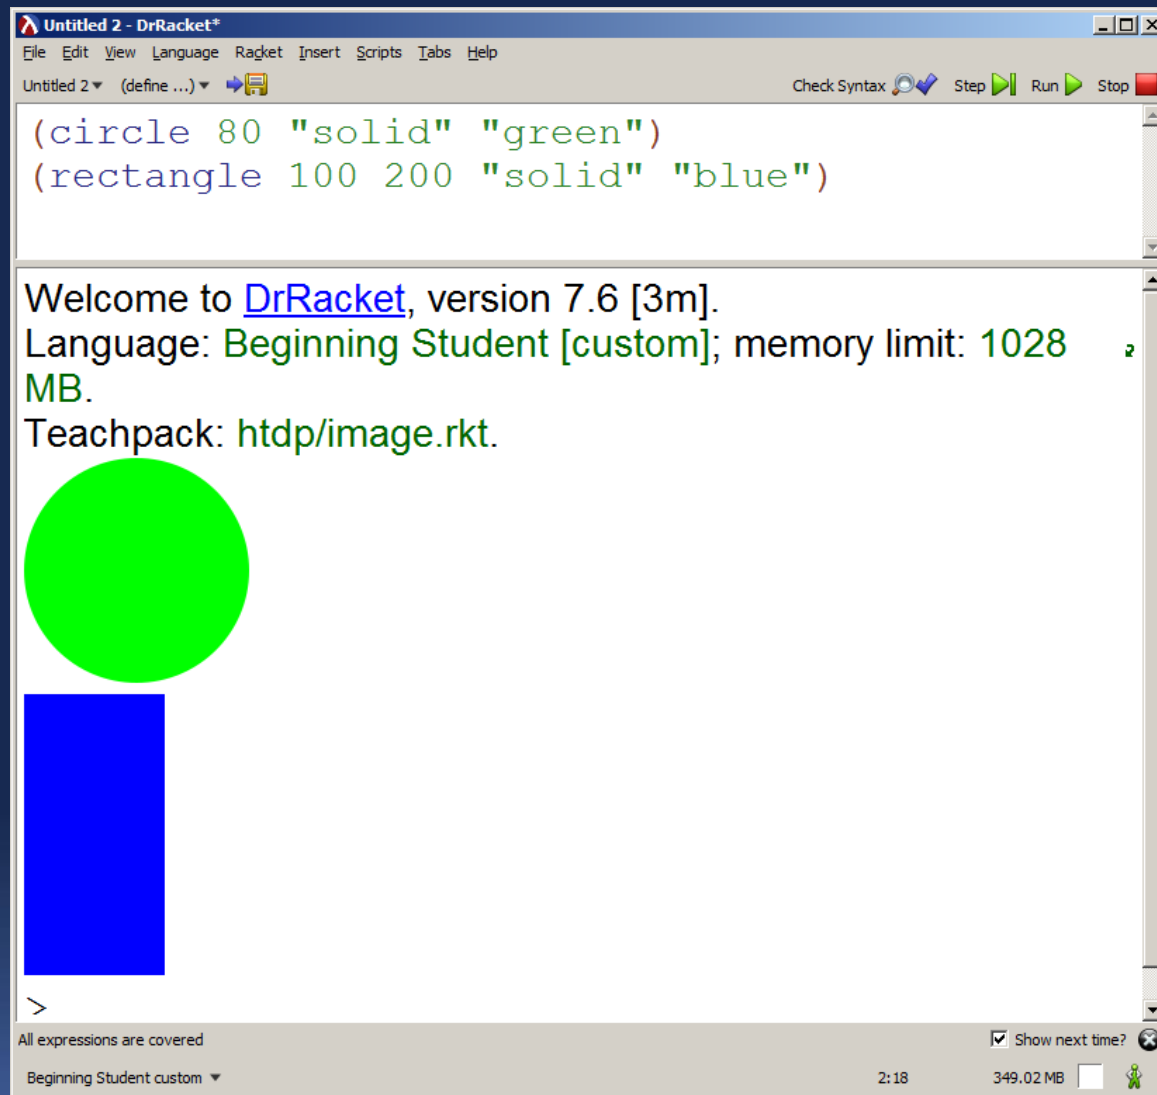 Untitled 2 - DrRacket*
File Edit View Language Racket Insert Scripts Tabs Help
Untitled 2 (define ...) Check Syntax Step Run Stop
(circle 80 "solid" "green")
(rectangle 100 200 "solid" "blue")
Welcome to DrRacket, version 7.6 [3m].
Language: Beginning Student [custom]; memory limit: 1028
MB.
Teachpack: htdp/image.rkt.
>
All expressions are covered Show next time?
Beginning Student custom 2:18 349.02 MB